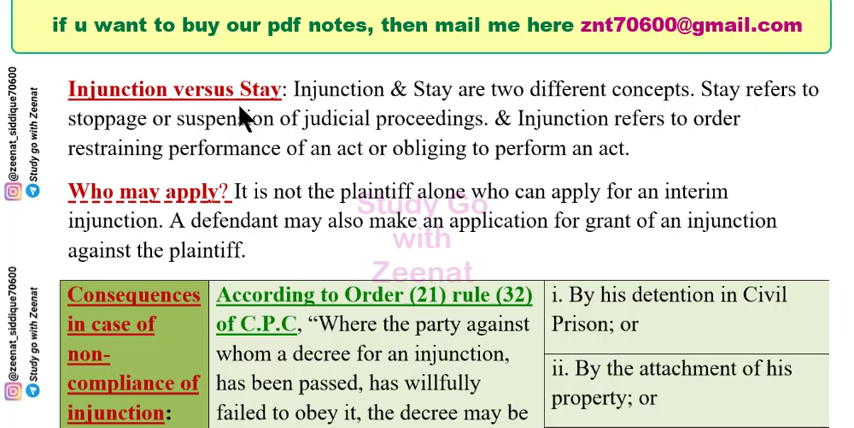 if u want to buy our pdf notes, then mail me here znt70600@gmail.com
@zeenat_siddique70600
Study go with Zeenat
Injunction versus Stay: Injunction & Stay are two different concepts. Stay refers to
stoppage or suspension of judicial proceedings. & Injunction refers to order
restraining performance of an act or obliging to perform an act.
Who may apply? It is not the plaintiff alone who can apply for an interim
injunction. A defendant may also make an application for grant of an injunction
against the plaintiff.
Study Go
with
Zeenat
@zeenat_siddique70600
Study go with Zeenat
Consequences
in case of
non-
compliance of
injunction:
According to Order (21) rule (32)
of C.P.C, “Where the party against
whom a decree for an injunction,
has been passed, has willfully
failed to obey it, the decree may be
i. By his detention in Civil
Prison; or
ii. By the attachment of his
property; or